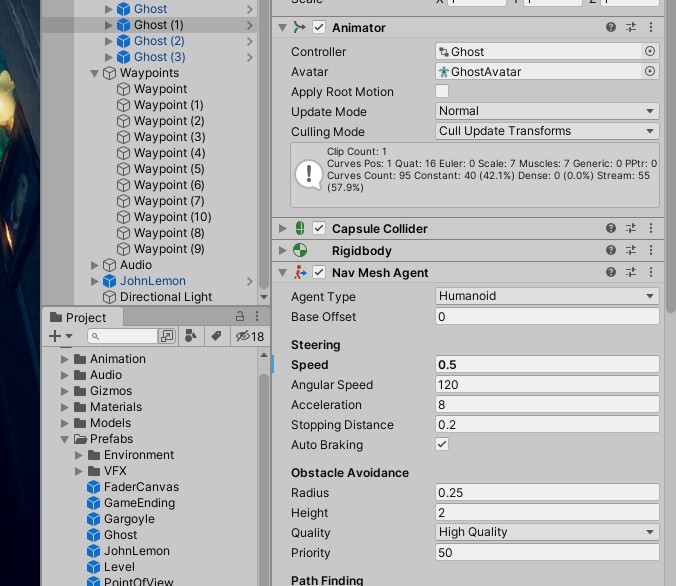 Ghost
Ghost (1)
Ghost (2)
Ghost (3)
Waypoints
Waypoint
Waypoint (1)
Waypoint (2)
Waypoint (3)
Waypoint (4)
Waypoint (5)
Waypoint (6)
Waypoint (7)
Waypoint (10)
Waypoint (8)
Waypoint (9)
Audio
JohnLemon
Directional Light
Project
18
Animation
Audio
Gizmos
Materials
Models
Prefabs
Environment
VFX
FaderCanvas
GameEnding
Gargoyle
Ghost
JohnLemon
Level
PointOfView
Animator
Controller Ghost
Avatar GhostAvatar
Apply Root Motion
Update Mode Normal
Culling Mode Cull Update Transforms
Clip Count: 1
Curves Pos: 1 Quat: 16 Euler: 0 Scale: 7 Muscles: 7 Generic: 0 PPtr: 0
Curves Count: 95 Constant: 40 (42.1%) Dense: 0 (0.0%) Stream: 55
(57.9%)
Capsule Collider
Rigidbody
Nav Mesh Agent
Agent Type Humanoid
Base Offset 0
Steering
Speed 0.5
Angular Speed 120
Acceleration 8
Stopping Distance 0.2
Auto Braking
Obstacle Avoidance
Radius 0.25
Height 2
Quality High Quality
Priority 50
Path Finding